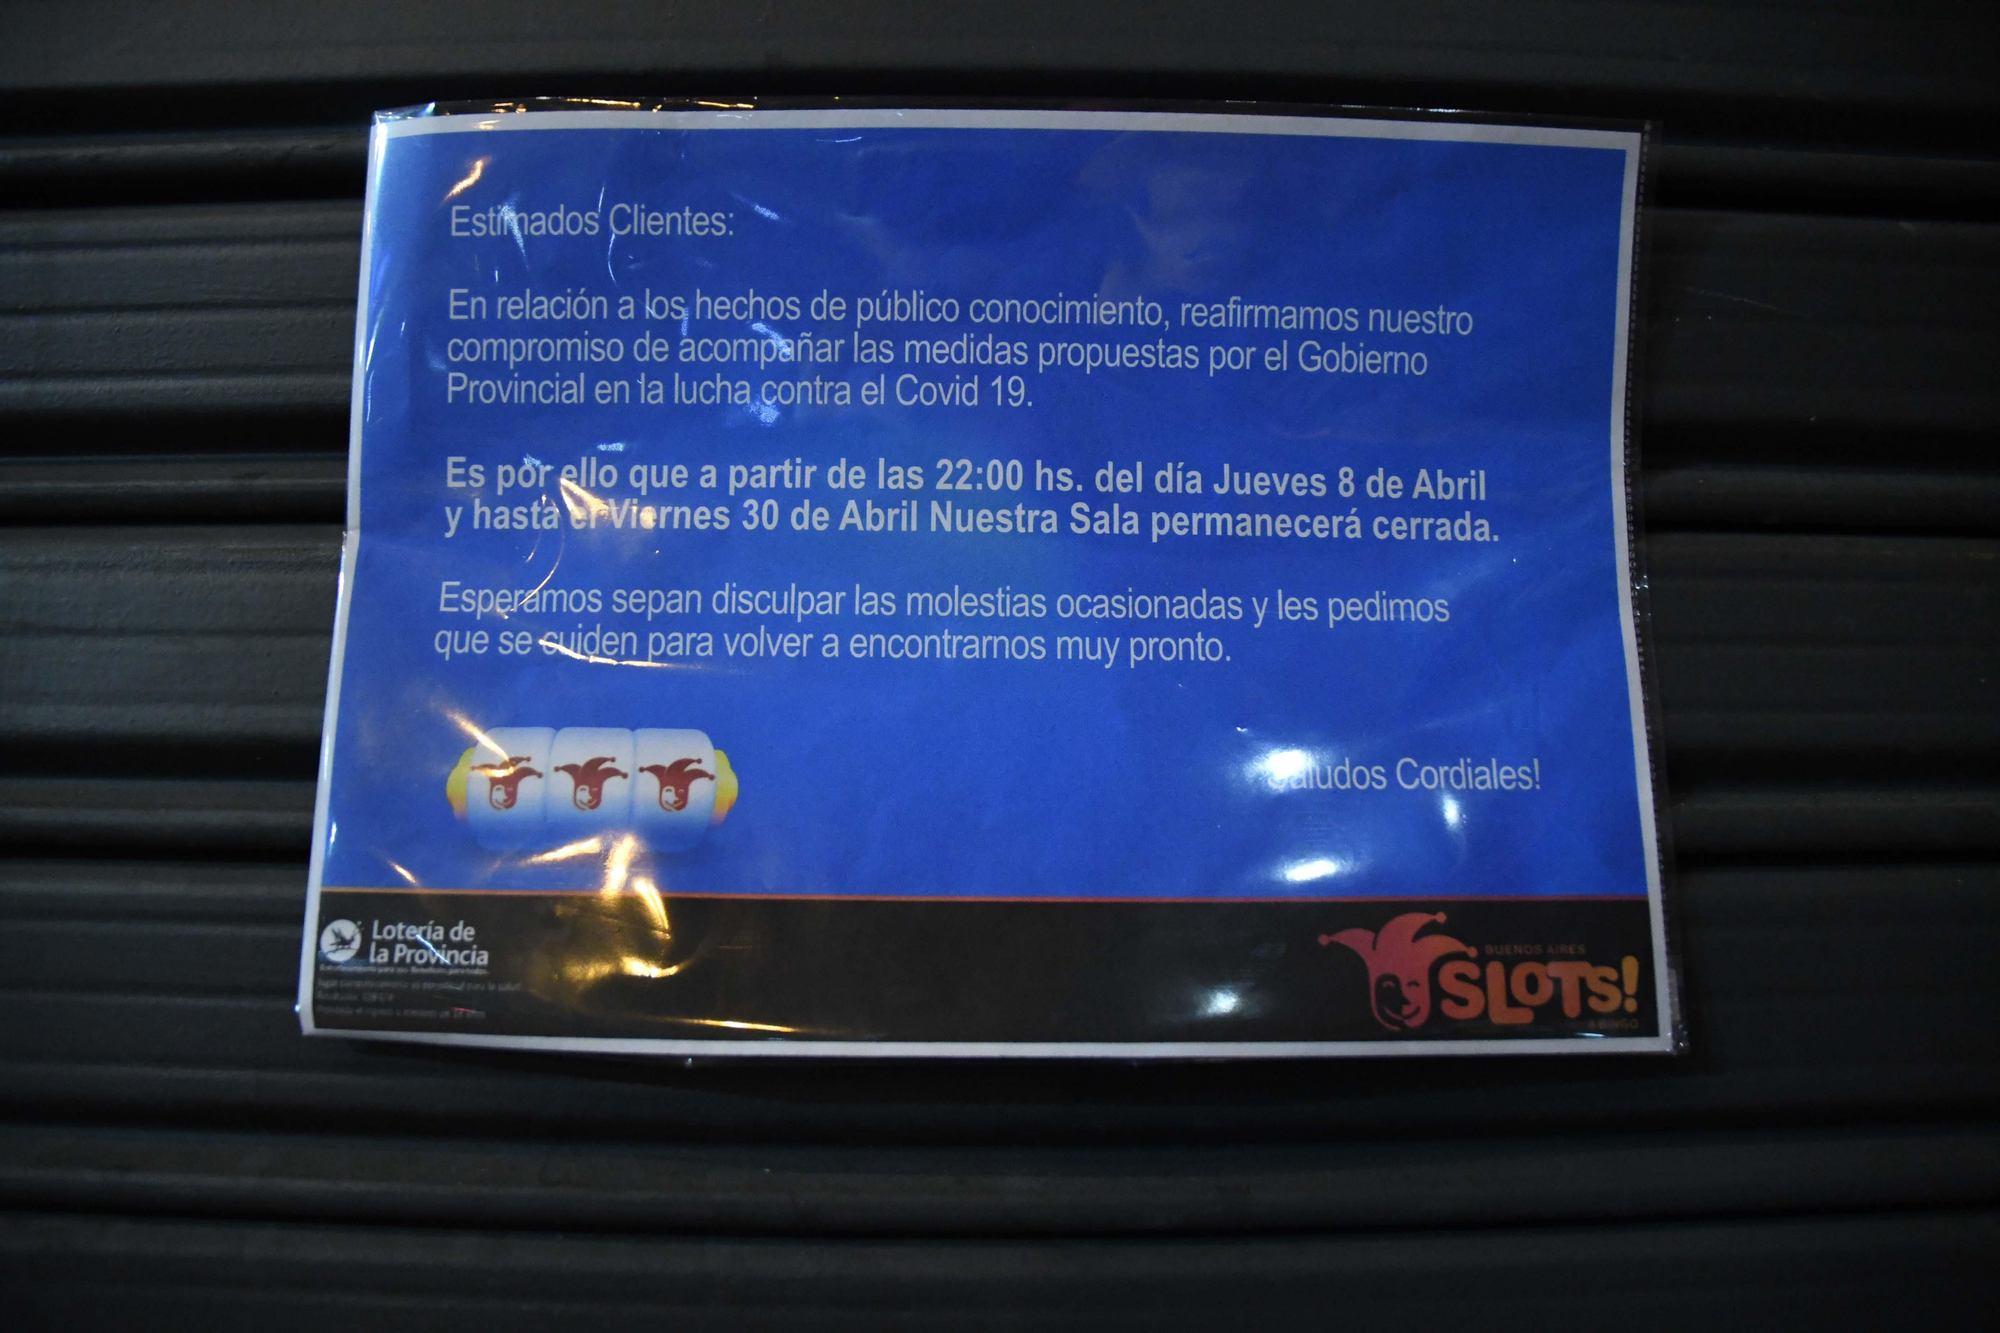 Estimados Clientes:
En relación a los hechos de público conocimiento, reafirmamos nuestro
compromiso de acompañar las medidas propuestas por el Gobierno
Provincial en la lucha contra el Covid 19.
Es por ello que a partir de las 22:00 hs. del día Jueves 8 de Abril
y hasta el Viernes 30 de Abril Nuestra Sala permanecerá cerrada.
Esperamos sepan disculpar las molestias ocasionadas y les pedimos
que se cuiden para volver a encontrarnos muy pronto.
Saludos Cordiales!
Lotería de
la Provincia
BUENOS AIRES
SLOTS!